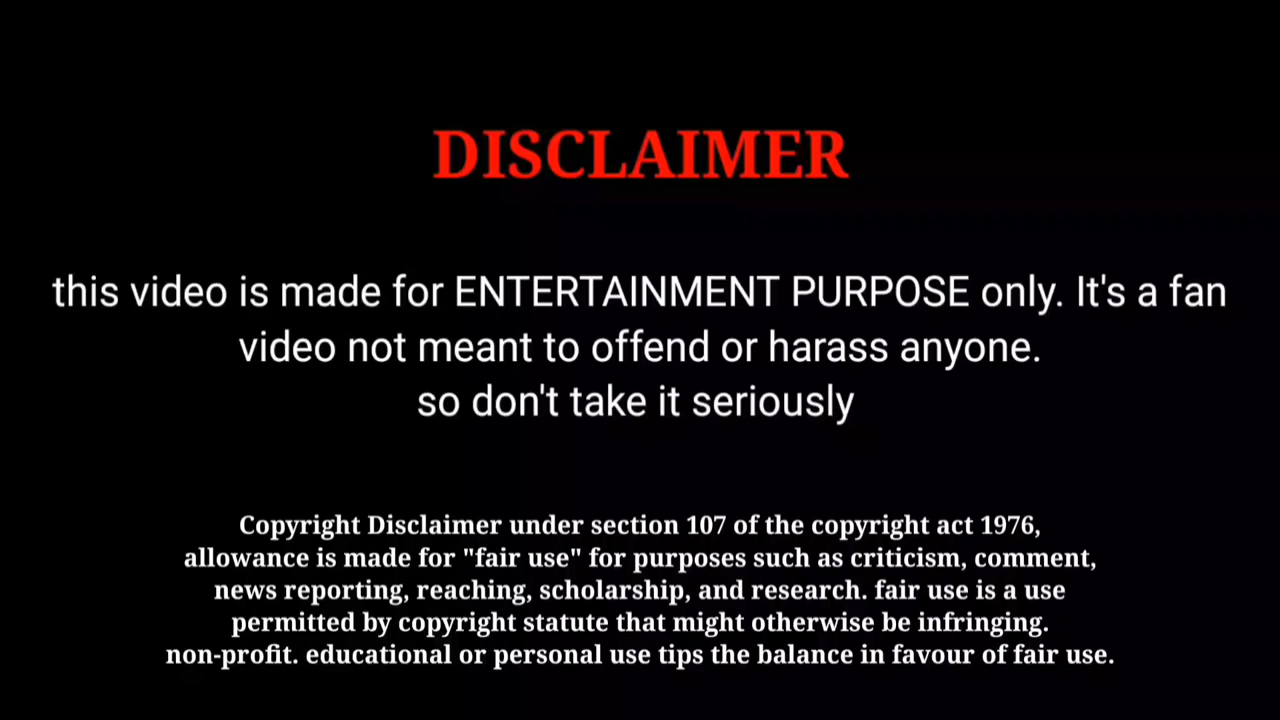 DISCLAIMER
this video is made for ENTERTAINMENT PURPOSE only. It's a fan
video not meant to offend or harass anyone.
so don't take it seriously
Copyright Disclaimer under section 107 of the copyright act 1976,
allowance is made for "fair use" for purposes such as criticism, comment,
news reporting, reaching, scholarship, and research. fair use is a use
permitted by copyright statute that might otherwise be infringing.
non-profit. educational or personal use tips the balance in favour of fair use.